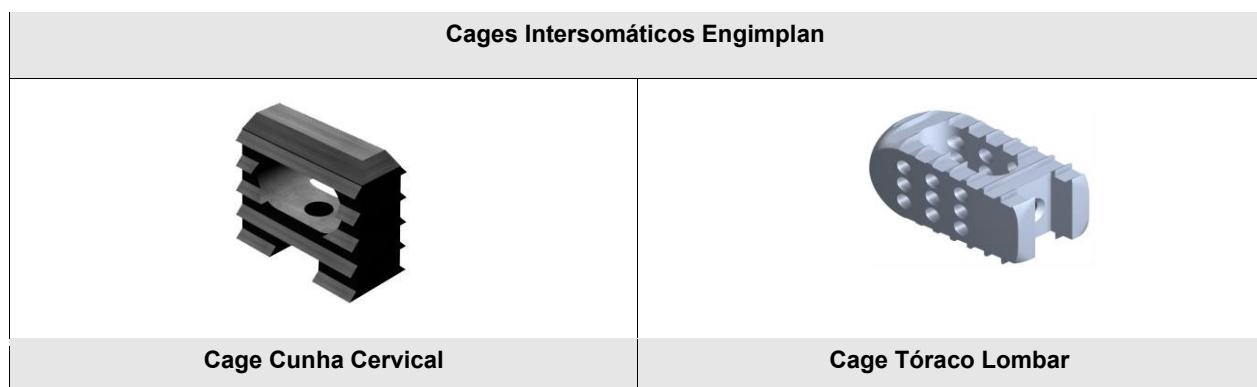 Cages Intersomáticos Engimplan
Cage Cunha Cervical
Cage Tóraco Lombar